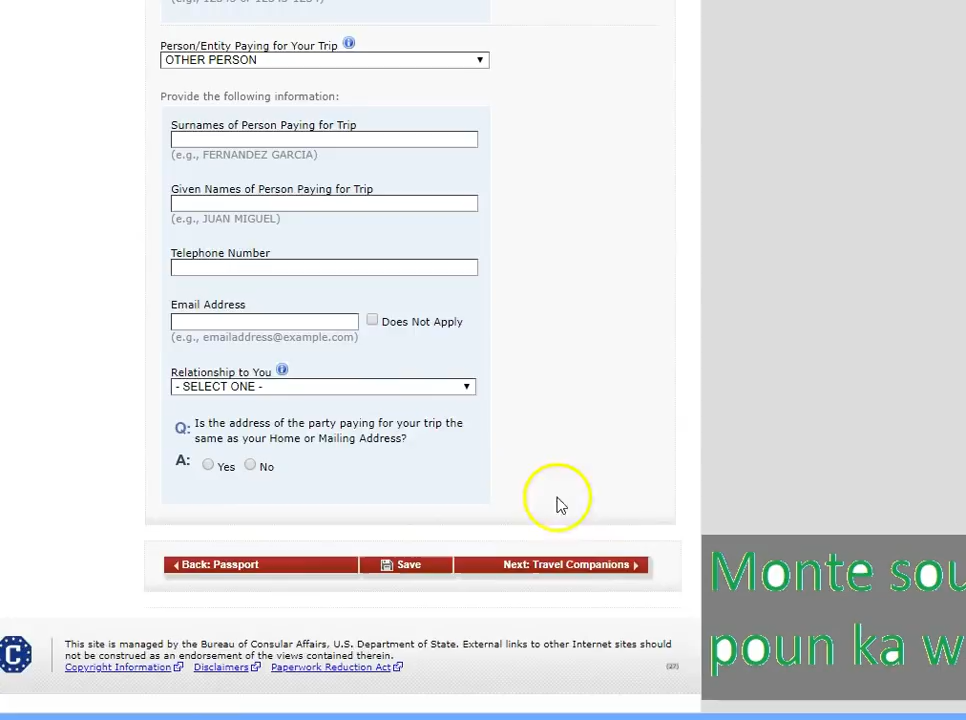 (e.g., 12345 or 12345-1234)
Person/Entity Paying for Your Trip
OTHER PERSON
Provide the following information:
Surnames of Person Paying for Trip
(e.g., FERNANDEZ GARCIA)
Given Names of Person Paying for Trip
(e.g., JUAN MIGUEL)
Telephone Number
Email Address
Does Not Apply
(e.g., emailaddress@example.com)
Relationship to You
- SELECT ONE -
Q: Is the address of the party paying for your trip the
same as your Home or Mailing Address?
A: Yes No
Back: Passport Save Next: Travel Companions
Monte sou
poun ka w
C
This site is managed by the Bureau of Consular Affairs, U.S. Department of State. External links to other Internet sites should
not be construed as an endorsement of the views contained therein.
Copyright Information Disclaimers Paperwork Reduction Act
(27)